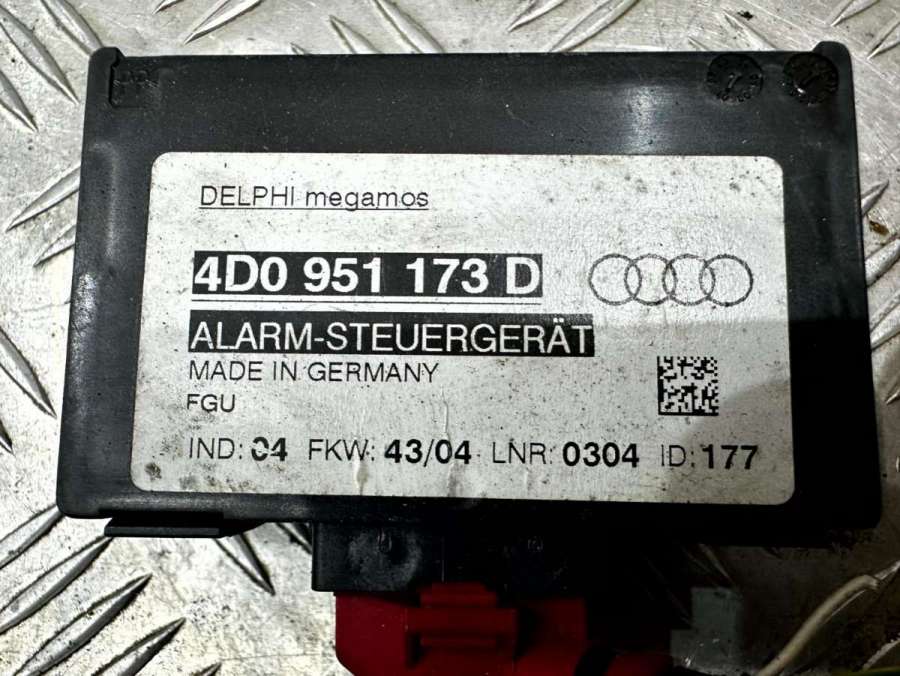 DELPHI megamos
4D0 951 173 D
ALARM-STEUERGERÄT
MADE IN GERMANY
FGU
IND: 04 FKW: 43/04 LNR: 0304 ID: 177